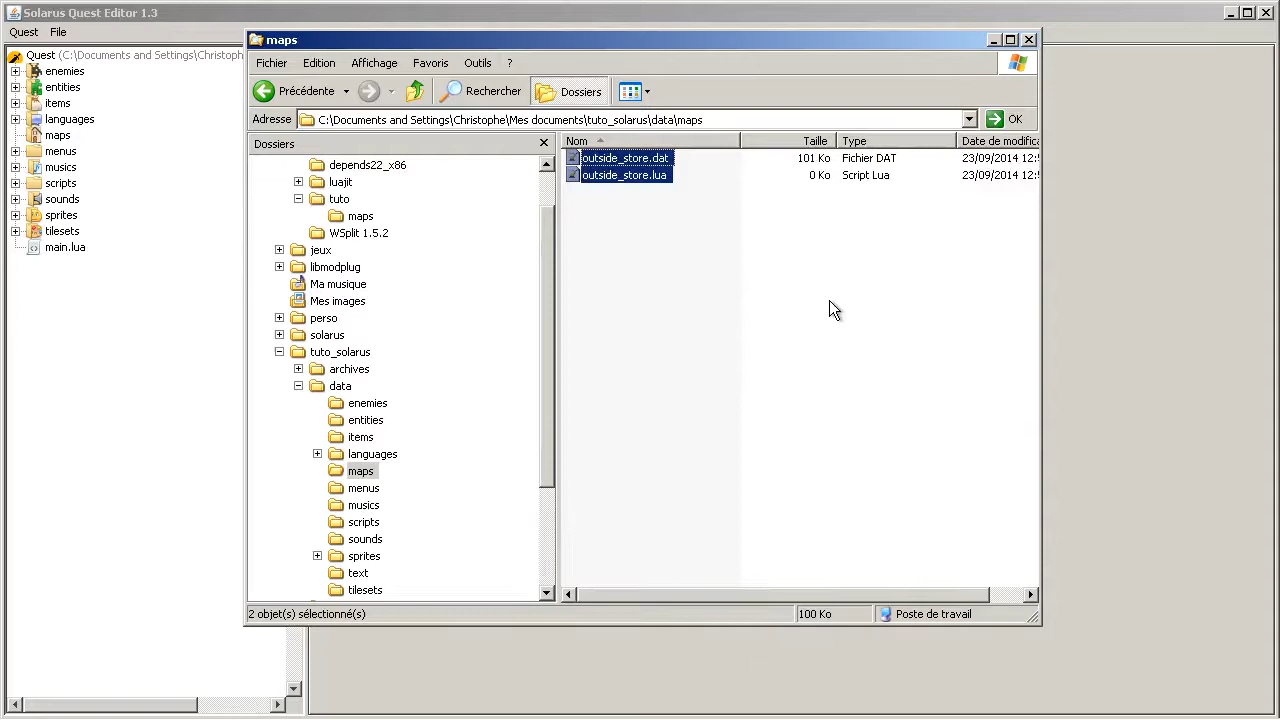 Solarus Quest Editor 1.3
Quest File
Quest (C:\Documents and Settings\Christophe
enemies
entities
items
languages
maps
menus
musics
scripts
sounds
sprites
tilesets
main.lua
maps
Fichier Affichage Favoris Outils ?
Précédente Rechercher Dossiers
Adresse C:\Documents and Settings\Christophe\Mes documents\tuto_solarus\data\maps OK
Dossiers
depends22_x86
luajit
tuto
maps
WSplit 1.5.2
jeux
libmodplug
Ma musique
Mes images
perso
solarus
tuto_solarus
archives
data
enemies
entities
items
languages
maps
menus
musics
scripts
sounds
sprites
text
tilesets
Nom Taille Type Date de modifica
outside_store.dat 101 Ko Fichier DAT 23/09/2014 12:
outside_store.lua 0 Ko Script Lua 23/09/2014 12:
2 objet(s) sélectionné(s) 100 Ko Poste de travail